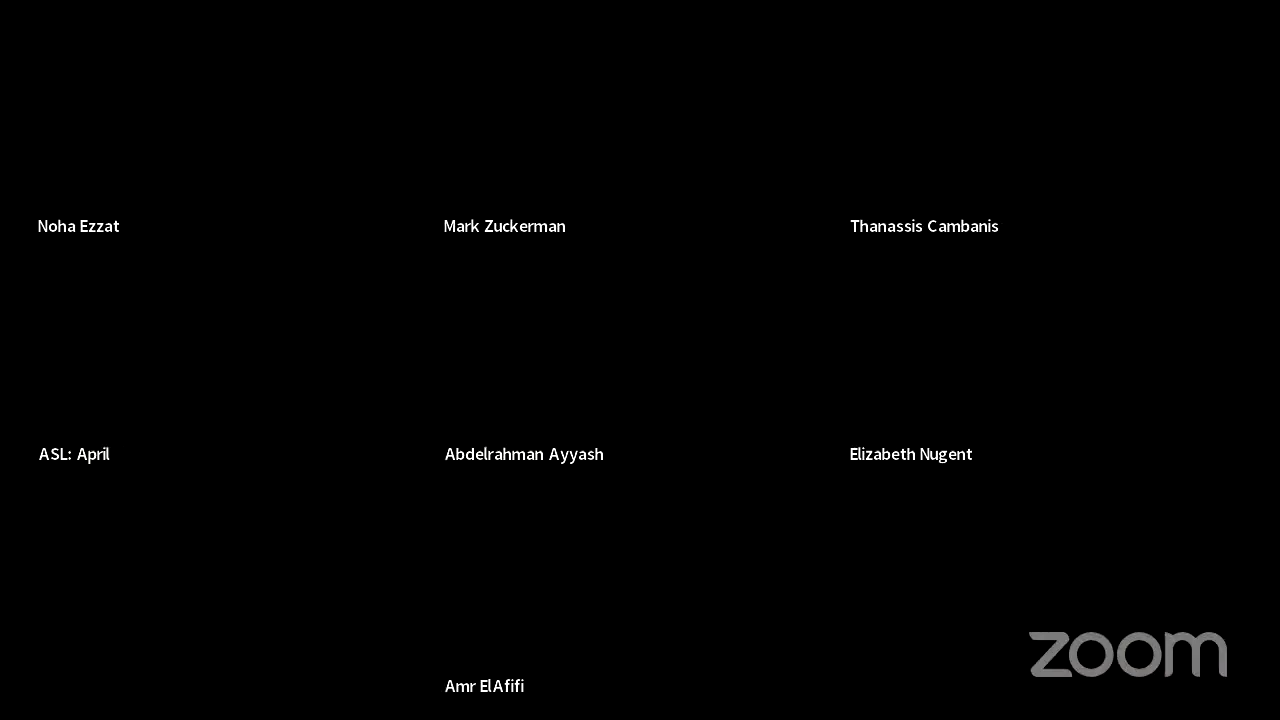 Noha Ezzat
Mark Zuckerman
Thanassis Cambanis
ASL: April
Abdelrahman Ayyash
Elizabeth Nugent
Amr ElAfifi
zoom